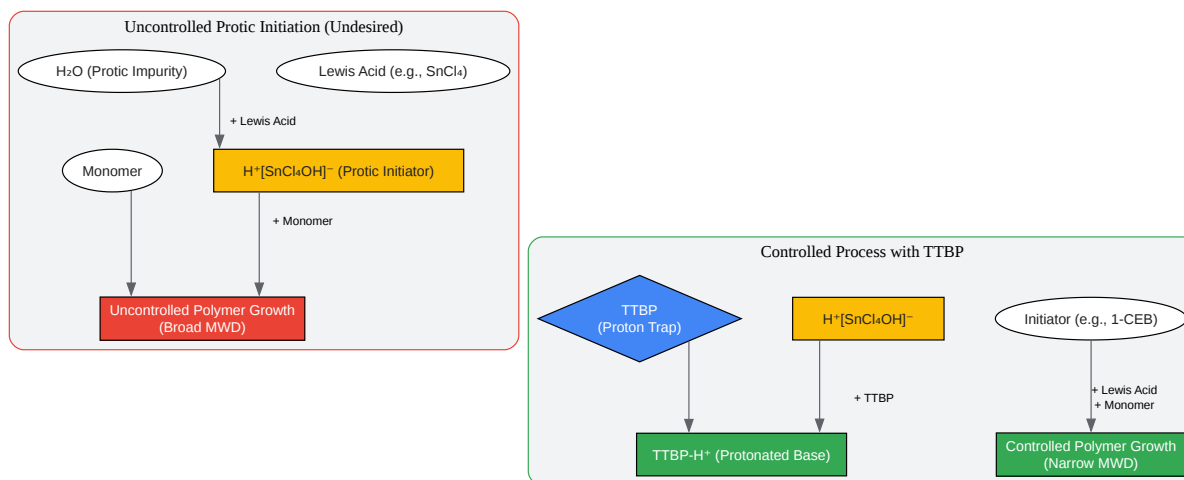 Uncontrolled Protic Initiation (Undesired)
H₂O (Protic Impurity)
Lewis Acid (e.g., SnCl₄)
+ Lewis Acid
Monomer
H⁺[SnCl₄OH]⁻ (Protic Initiator)
+ Monomer
Uncontrolled Polymer Growth
(Broad MWD)
Controlled Process with TTBP
TTBP
(Proton Trap)
H⁺[SnCl₄OH]⁻
Initiator (e.g., 1-CEB)
+ TTBP
+ Lewis Acid
+ Monomer
TTBP-H⁺ (Protonated Base)
Controlled Polymer Growth
(Narrow MWD)